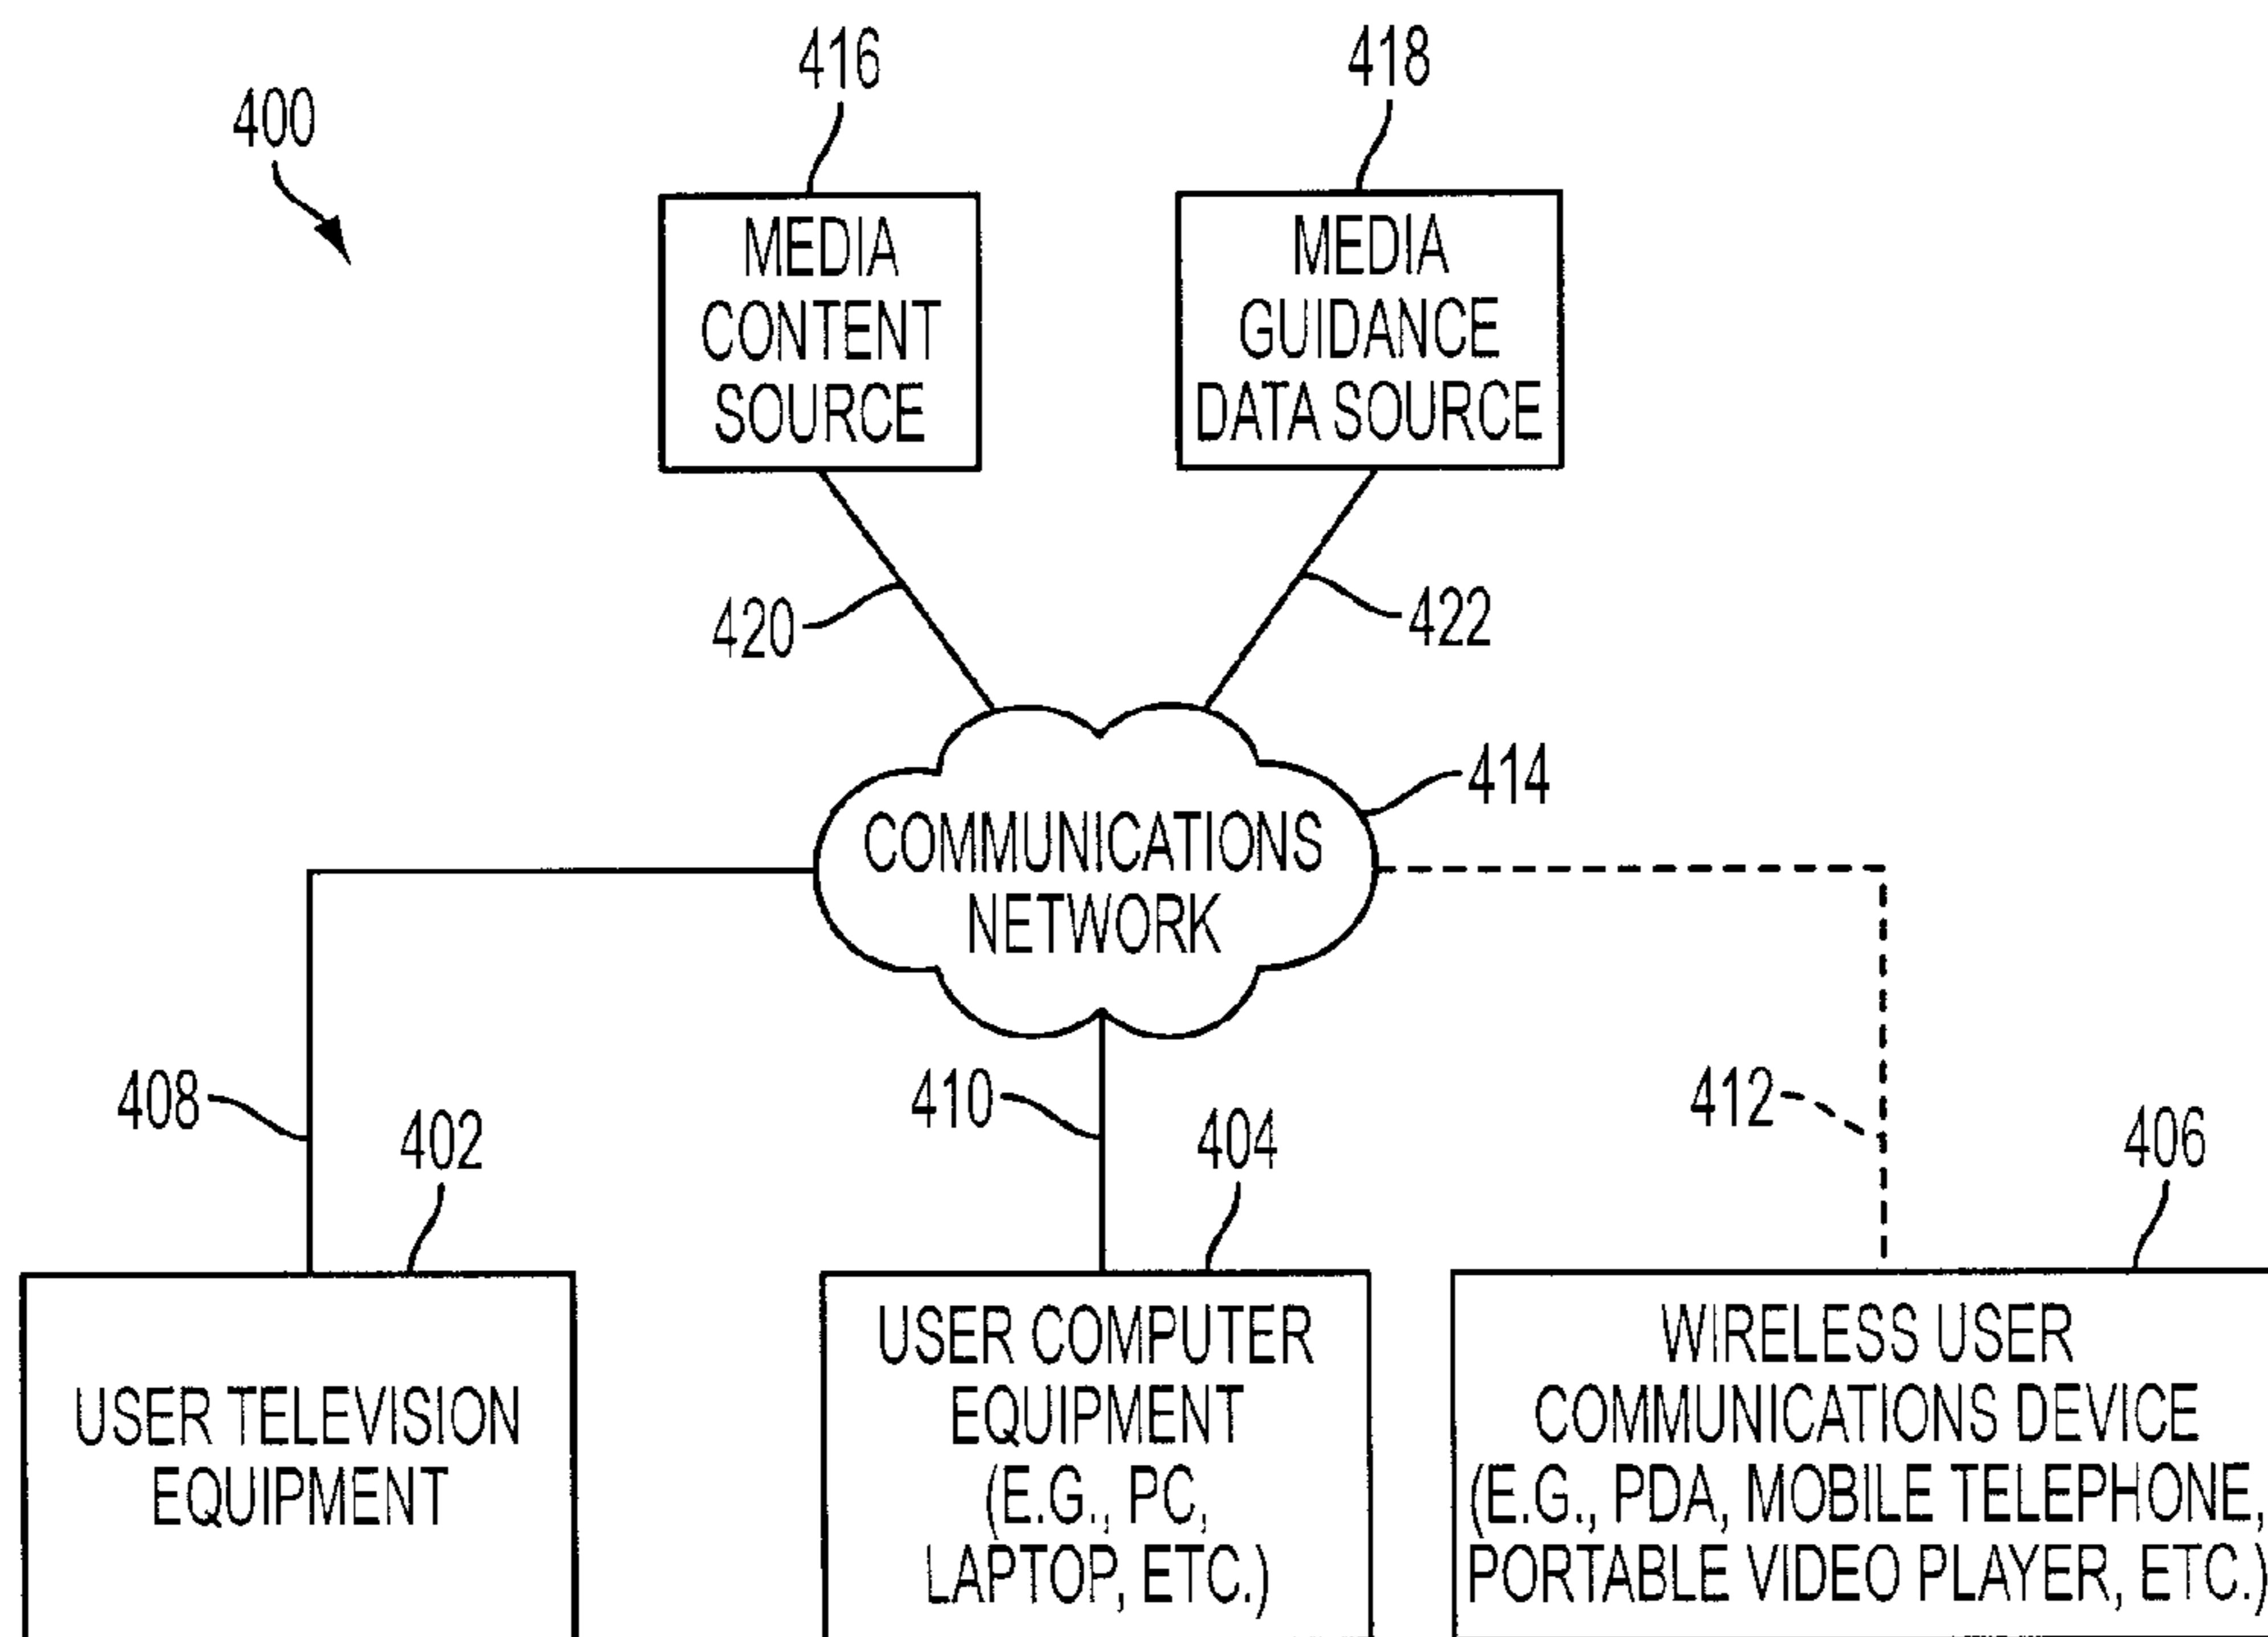 416
418
400
MEDIA
CONTENT
SOURCE
MEDIA
GUIDANCE
DATA SOURCE
420
422
414
COMMUNICATIONS
NETWORK
408
402
410
404
412
406
USER TELEVISION
EQUIPMENT
USER COMPUTER
EQUIPMENT
(E.G., PC,
LAPTOP, ETC.)
WIRELESS USER
COMMUNICATIONS DEVICE
(E.G., PDA, MOBILE TELEPHONE,
PORTABLE VIDEO PLAYER, ETC.)